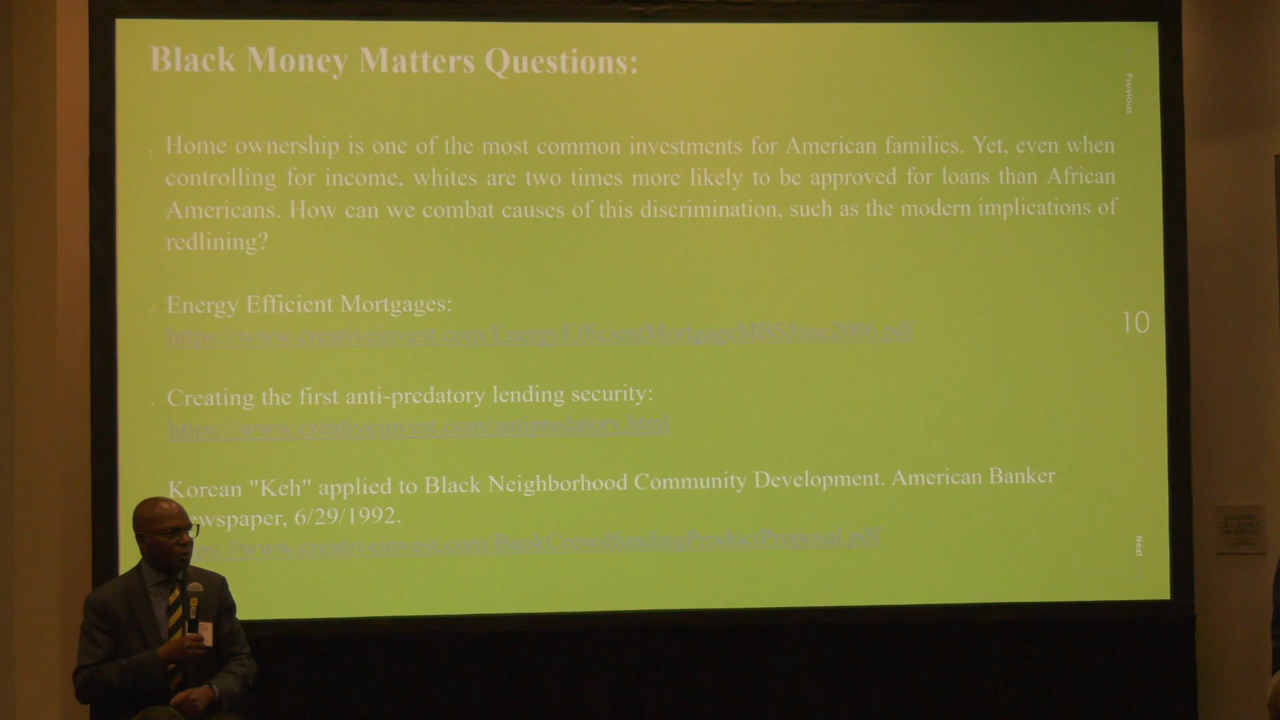 Black Money Matters Questions:
Previous
Home ownership is one of the most common investments for American families. Yet, even when
controlling for income, whites are two times more likely to be approved for loans than African
Americans. How can we combat causes of this discrimination, such as the modern implications of
redlining?
Energy Efficient Mortgages:
10
Creating the first anti-predatory lending security:
Korean "Keh" applied to Black Neighborhood Community Development. American Banker
ewspaper, 6/29/1992.
Next